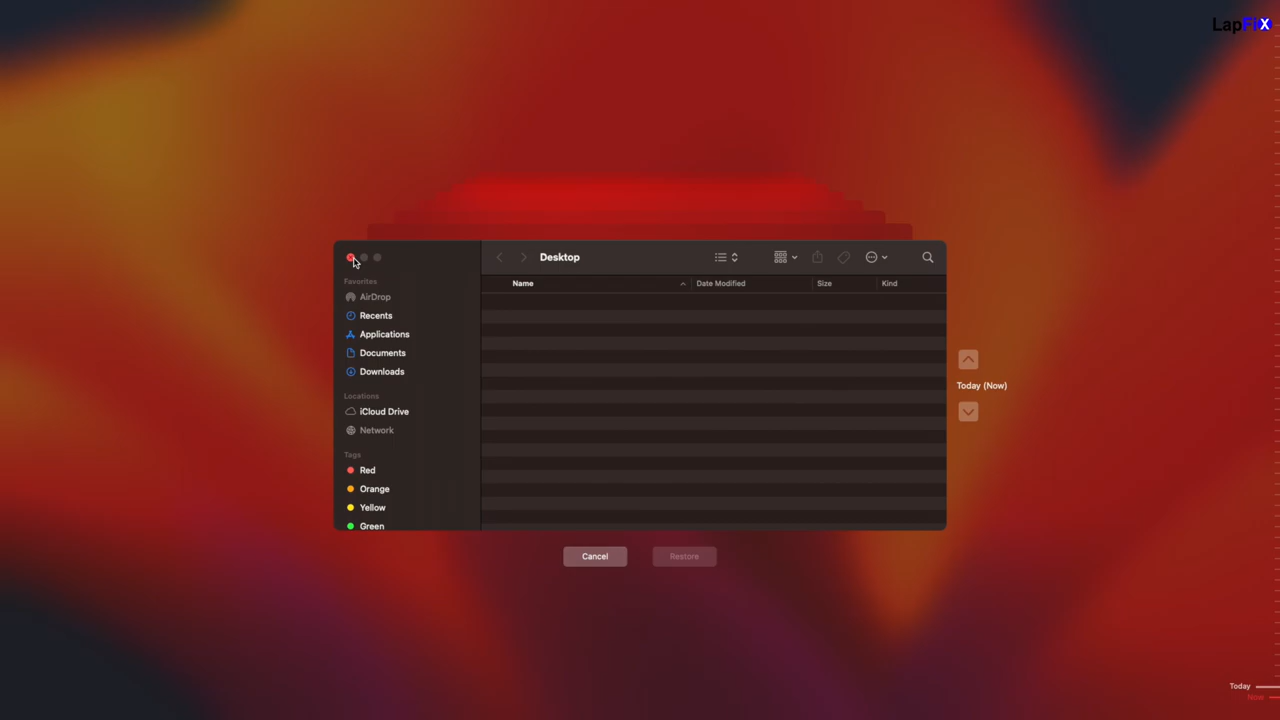 LapFix
Desktop
Favorites
AirDrop
Recents
Applications
Documents
Downloads
Locations
iCloud Drive
Network
Tags
Red
Orange
Yellow
Green
Name
Date Modified
Size
Kind
Today (Now)
Cancel
Restore
Today
Now